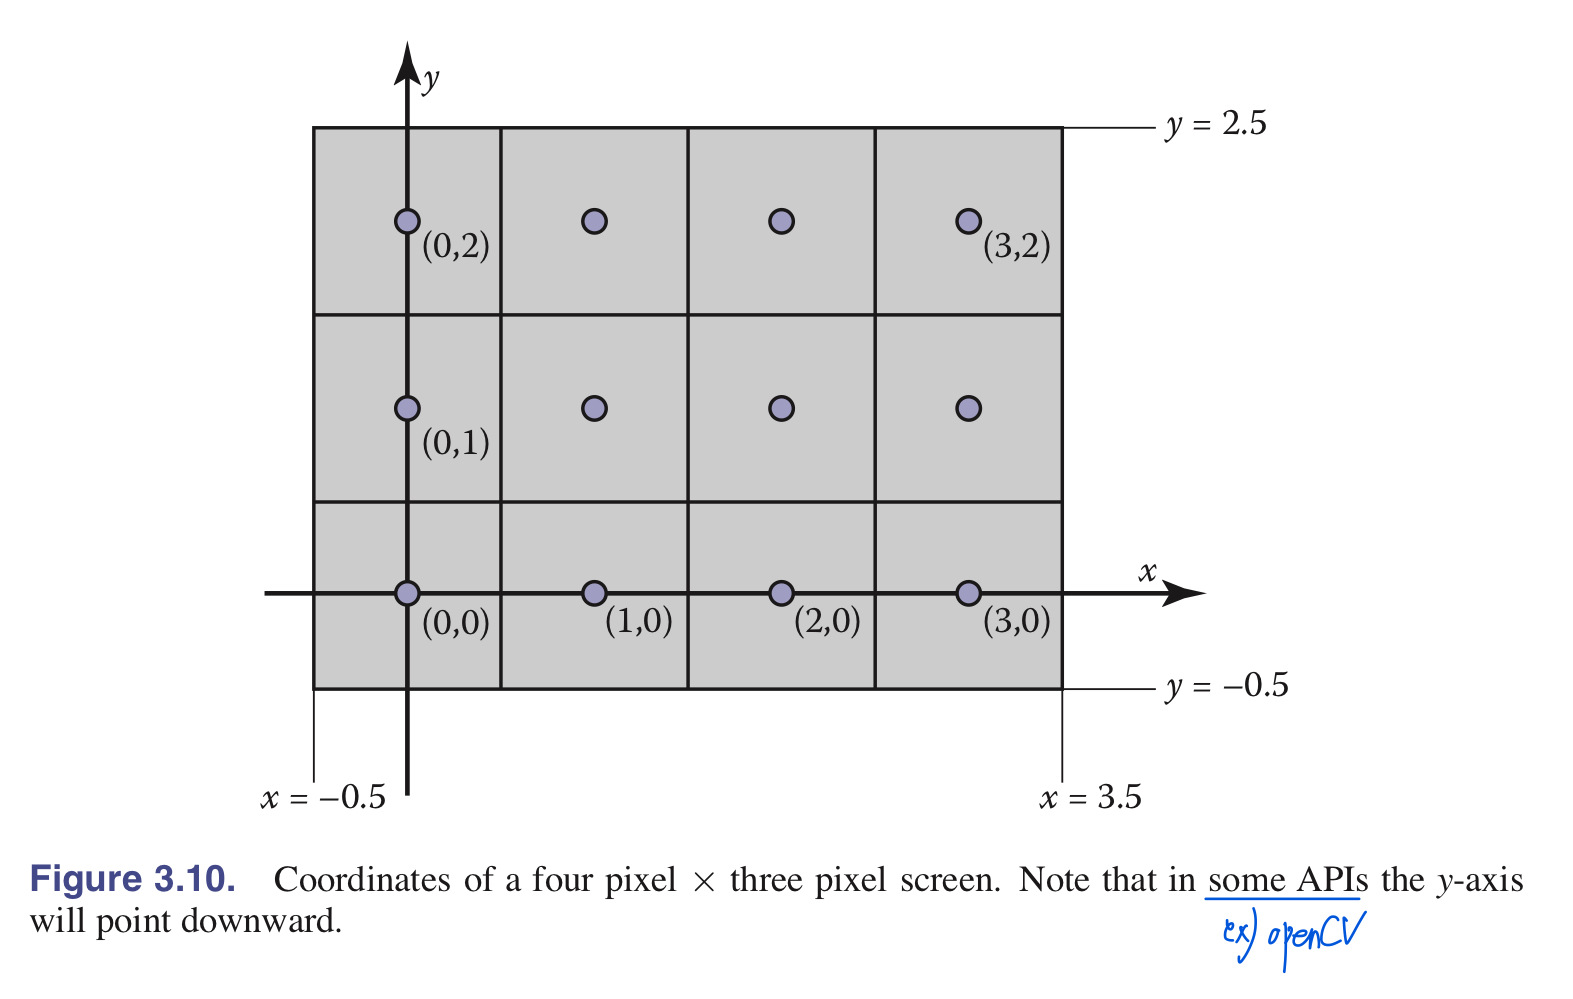 y
y = 2.5
(0,2)
(3,2)
(0,1)
x
(0,0)
(1,0)
(2,0)
(3,0)
y = −0.5
x = −0.5
x = 3.5
Figure 3.10. Coordinates of a four pixel × three pixel screen. Note that in some APIs the y-axis
will point downward.
ex) openCV